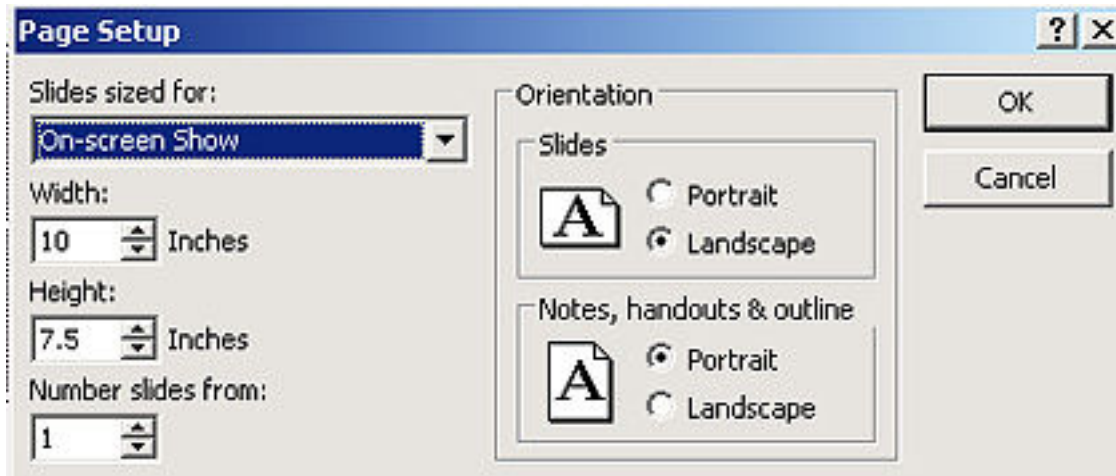 Page Setup
Slides sized for:
On-screen Show
Width:
10 Inches
Height:
7.5 Inches
Number slides from:
1
Orientation
Slides
A
Portrait
Landscape
Notes, handouts & outline
A
Portrait
Landscape
OK
Cancel